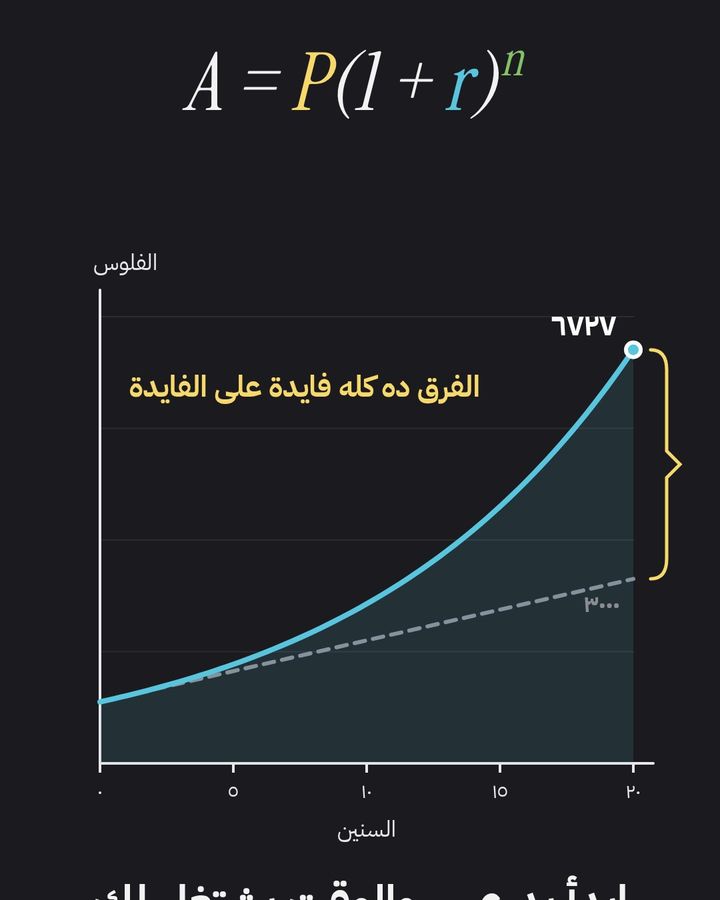 A = P(1 + r)ⁿ
الفلوس
٦٧٢٧
الفرق ده كله فايدة على الفايدة
٣٠٠٠
٠ ٥ ١٠ ١٥ ٢٠
السنين